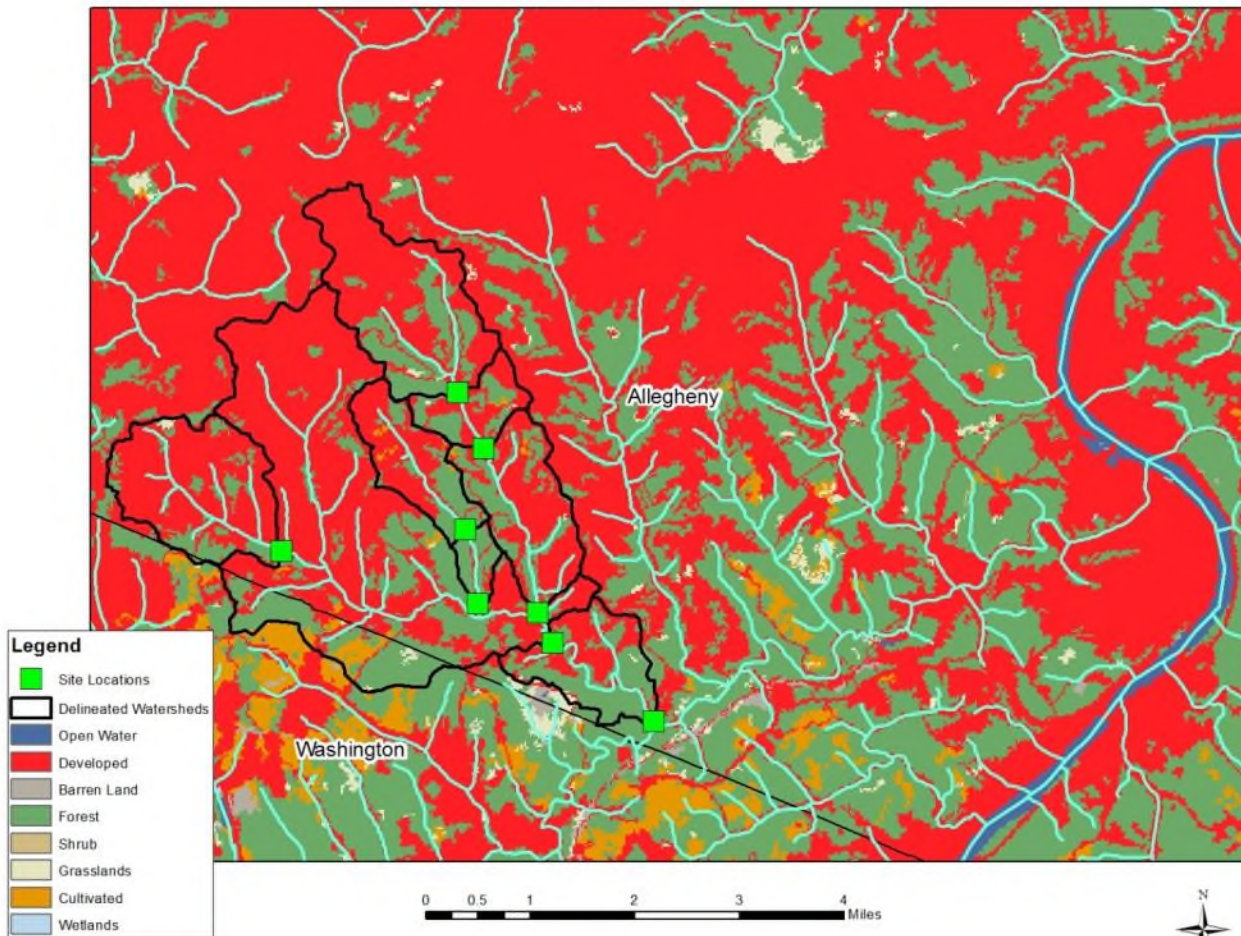 Allegheny
Washington
Legend
Site Locations
Delineated Watersheds
Open Water
Developed
Barren Land
Forest
Shrub
Grasslands
Cultivated
Wetlands
0 0.5 1 2 3 4
Miles
N